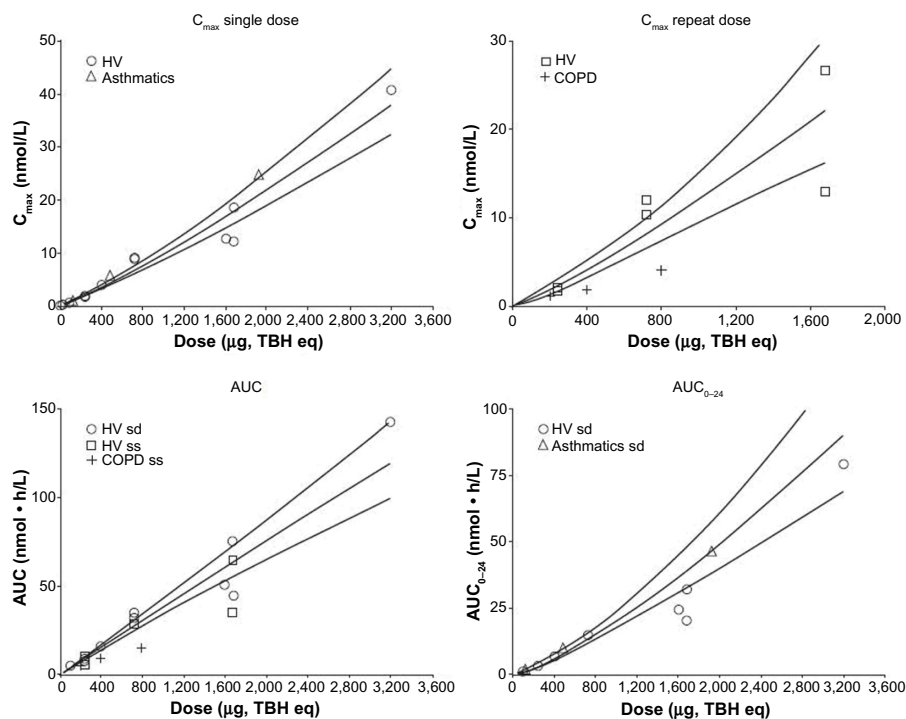 C_max single dose
50
40
30
20
10
0
C_max (nmol/L)
HV
Asthmatics
0 400 800 1,200 1,600 2,000 2,400 2,800 3,200 3,600
Dose (µg, TBH eq)
C_max repeat dose
30
20
10
0
C_max (nmol/L)
HV
COPD
0 400 800 1,200 1,600 2,000
Dose (µg, TBH eq)
AUC
150
100
50
0
AUC (nmol • h/L)
HV sd
HV ss
COPD ss
0 400 800 1,200 1,600 2,000 2,400 2,800 3,200 3,600
Dose (µg, TBH eq)
AUC_0–24
100
75
50
25
0
AUC_0–24 (nmol • h/L)
HV sd
Asthmatics sd
0 400 800 1,200 1,600 2,000 2,400 2,800 3,200 3,600
Dose (µg, TBH eq)